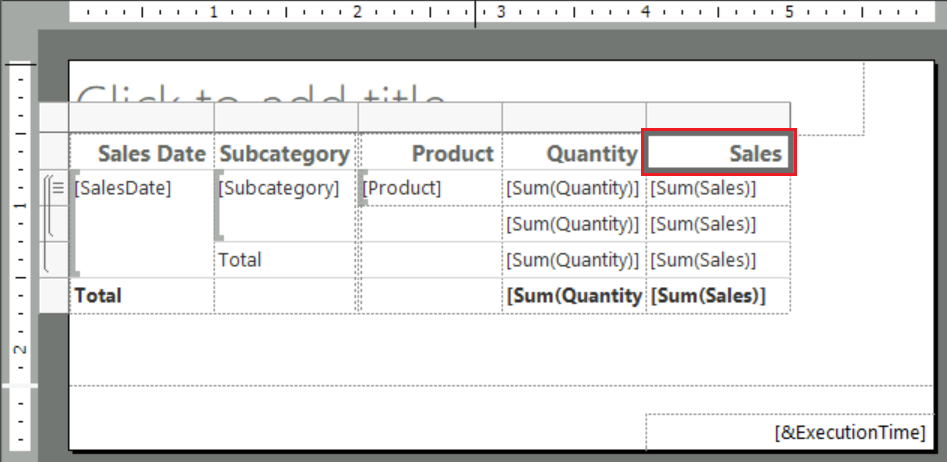 1 2 3 4 5
Click to add title
Sales Date Subcategory Product Quantity Sales
[SalesDate] [Subcategory] [Product] [Sum(Quantity)] [Sum(Sales)]
1
[Sum(Quantity)] [Sum(Sales)]
Total [Sum(Quantity)] [Sum(Sales)]
Total [Sum(Quantity [Sum(Sales)]
2
[&ExecutionTime]